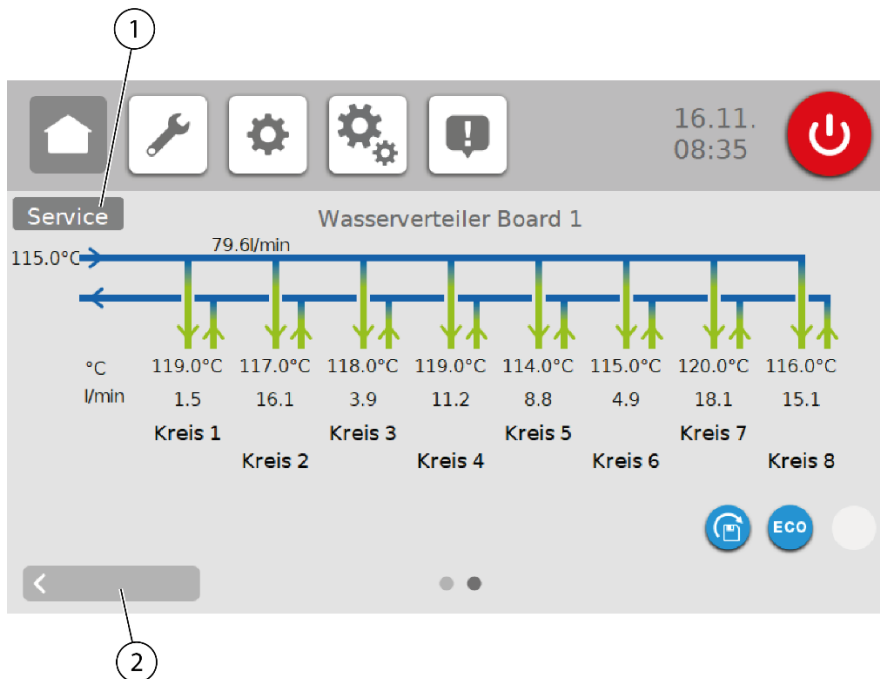 1
16.11.
08:35
Service
Wasserverteiler Board 1
79.6l/min
115.0°C
°C 119.0°C 117.0°C 118.0°C 119.0°C 114.0°C 115.0°C 120.0°C 116.0°C
l/min 1.5 16.1 3.9 11.2 8.8 4.9 18.1 15.1
Kreis 1 Kreis 3 Kreis 5 Kreis 7
Kreis 2 Kreis 4 Kreis 6 Kreis 8
ECO
2